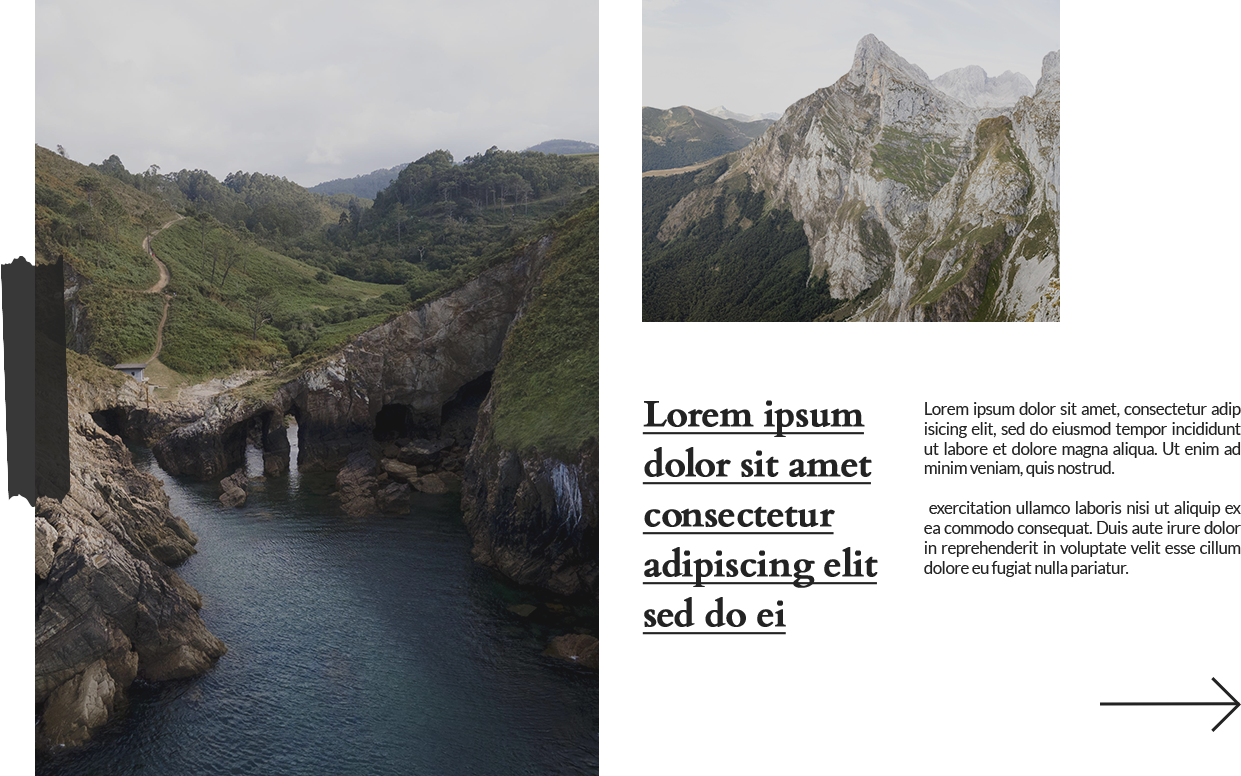 Lorem ipsum
dolor sit amet
consectetur
adipiscing elit
sed do ei
Lorem ipsum dolor sit amet, consectetur adip
isicing elit, sed do eiusmod tempor incididunt
ut labore et dolore magna aliqua. Ut enim ad
minim veniam, quis nostrud.
exercitation ullamco laboris nisi ut aliquip ex
ea commodo consequat. Duis aute irure dolor
in reprehenderit in voluptate velit esse cillum
dolore eu fugiat nulla pariatur.